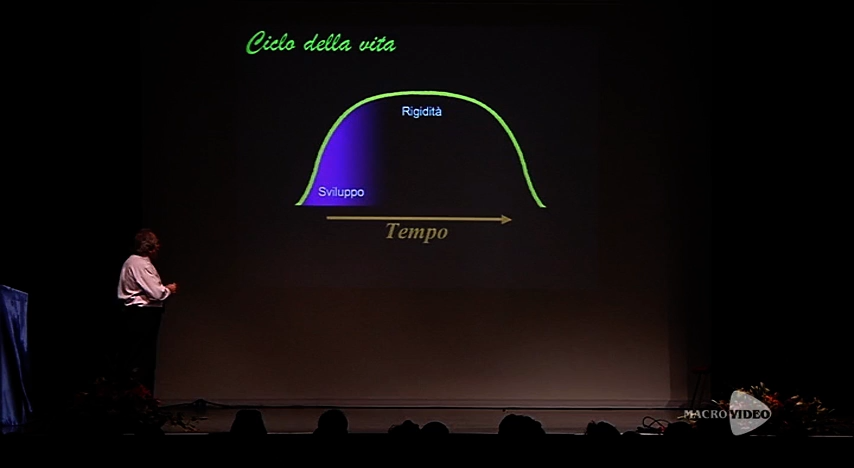 Ciclo della vita
Rigidità
Sviluppo
Tempo
MACROVIDEO